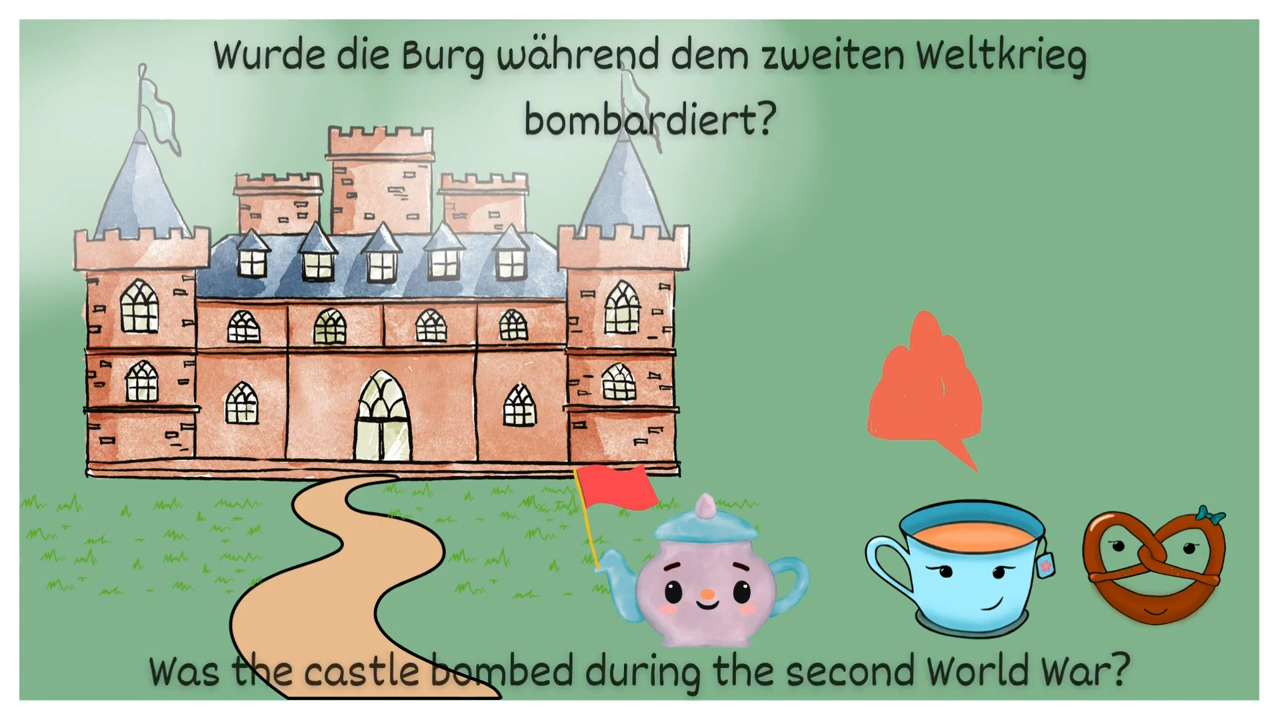 Wurde die Burg während dem zweiten Weltkrieg
bombardiert?
Was the castle bombed during the second World War?